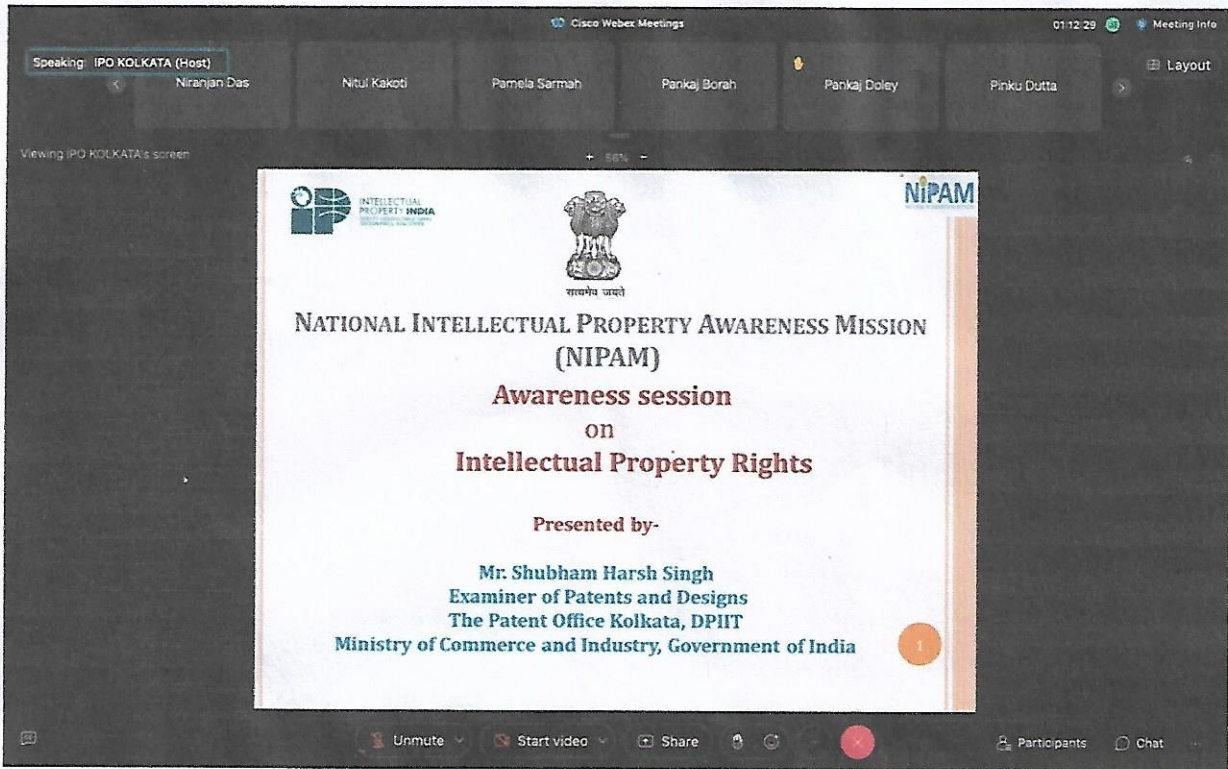 Cisco Webex Meetings
01:12:29
Meeting Info
Speaking: IPO KOLKATA (Host)
Layout
Niranjan Das
Nitul Kakoti
Pamela Sarmah
Pankaj Borah
Pankaj Doley
Pinku Dutta
Viewing IPO KOLKATA's screen
+ 56% -
INTELLECTUAL
PROPERTY INDIA
NIPAM
सत्यमेव जयते
NATIONAL INTELLECTUAL PROPERTY AWARENESS MISSION
(NIPAM)
Awareness session
on
Intellectual Property Rights
Presented by-
Mr. Shubham Harsh Singh
Examiner of Patents and Designs
The Patent Office Kolkata, DPIIT
Ministry of Commerce and Industry, Government of India
1
Unmute
Start video
Share
Participants
Chat